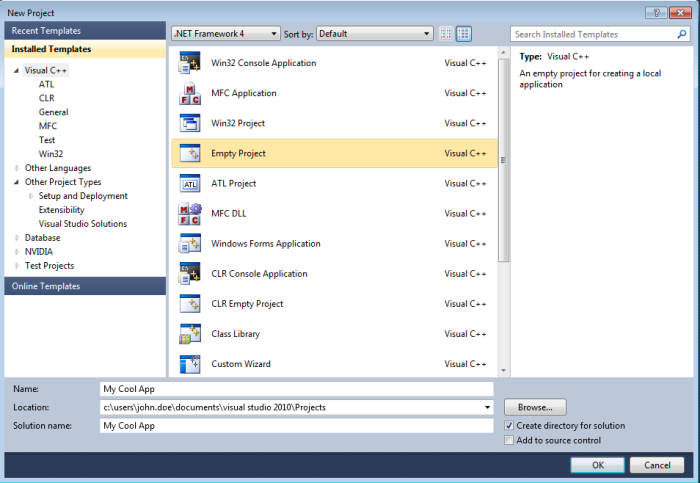 New Project
Recent Templates
.NET Framework 4 Sort by: Default Search Installed Templates
Installed Templates
Visual C++
ATL
CLR
General
MFC
Test
Win32
Other Languages
Other Project Types
Setup and Deployment
Extensibility
Visual Studio Solutions
Database
NVIDIA
Test Projects
Online Templates
Win32 Console Application Visual C++
MFC Application Visual C++
Win32 Project Visual C++
Empty Project Visual C++
ATL Project Visual C++
MFC DLL Visual C++
Windows Forms Application Visual C++
CLR Console Application Visual C++
CLR Empty Project Visual C++
Class Library Visual C++
Custom Wizard Visual C++
Type: Visual C++
An empty project for creating a local
application
Name: My Cool App
Location: c:\users\john.doe\documents\visual studio 2010\Projects Browse...
Solution name: My Cool App
Create directory for solution
Add to source control
OK Cancel